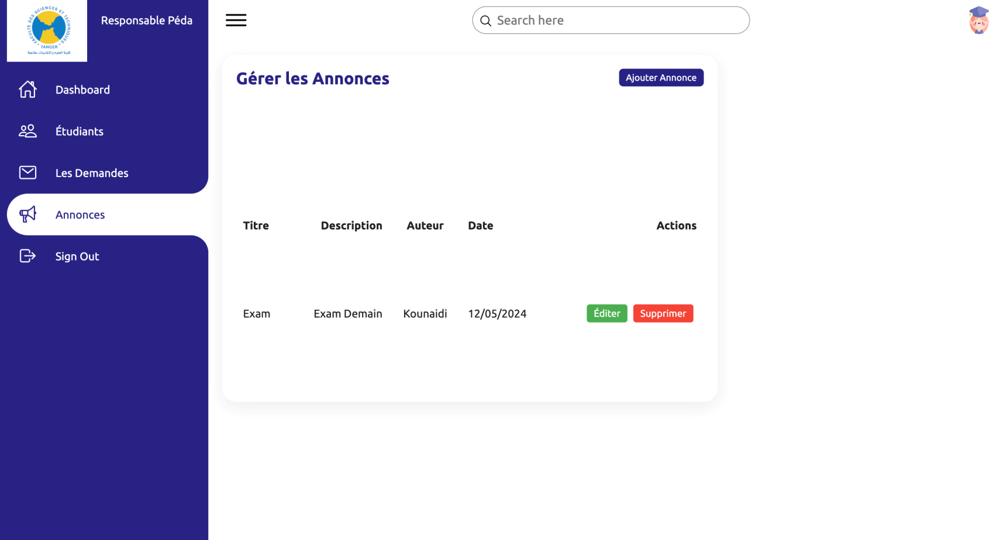 FACULTE DES SCIENCES ET TECHNIQUES
TANGER
كلية العلوم والتقنيات - طنجة
Responsable Péda
Search here
Dashboard
Étudiants
Les Demandes
Annonces
Sign Out
Gérer les Annonces
Ajouter Annonce
Titre Description Auteur Date Actions
Exam Exam Demain Kounaidi 12/05/2024 Éditer Supprimer